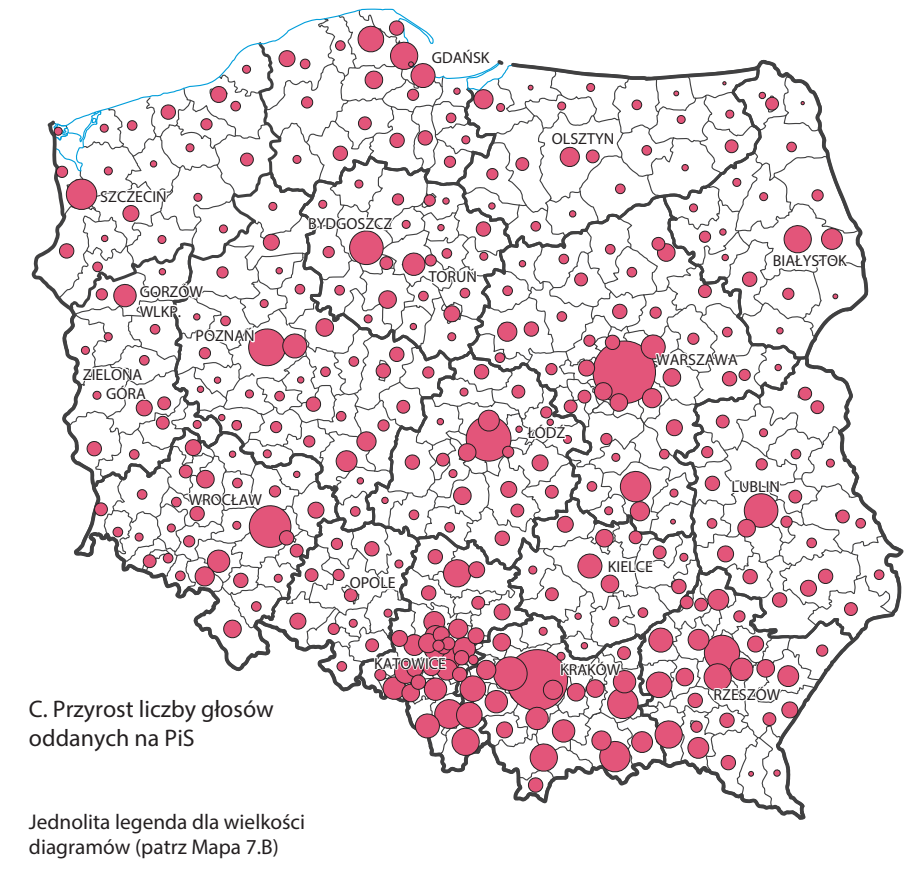 GDAŃSK
OLSZTYN
SZCZECIN
BYDGOSZCZ
BIAŁYSTOK
TORUŃ
GORZÓW
WLKP.
POZNAŃ
WARSZAWA
ZIELONA
GÓRA
ŁÓDŹ
LUBLIN
WROCŁAW
KIELCE
OPOLE
KATOWICE
KRAKÓW
RZESZÓW
C. Przyrost liczby głosów
oddanych na PiS
Jednolita legenda dla wielkości
diagramów (patrz Mapa 7.B)